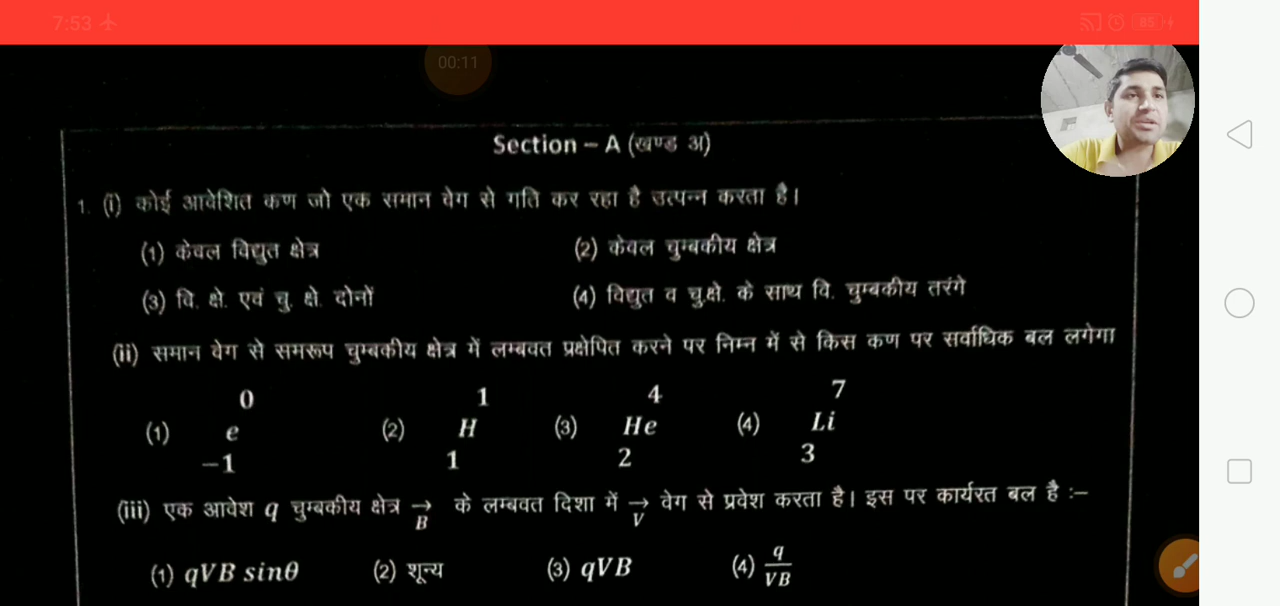 7:53
85
00:11
Section – A (खण्ड अ)
1. (i) कोई आवेशित कण जो एक समान वेग से गति कर रहा है उत्पन्न करता है।
(1) केवल विद्युत क्षेत्र (2) केवल चुम्बकीय क्षेत्र
(3) वि. क्षे. एवं चु. क्षे. दोनों (4) विद्युत व चु.क्षे. के साथ वि. चुम्बकीय तरंगे
(ii) समान वेग से समरूप चुम्बकीय क्षेत्र में लम्बवत प्रक्षेपित करने पर निम्न में से किस कण पर सर्वाधिक बल लगेगा
0 1 4 7
(1) e (2) H (3) He (4) Li
−1 1 2 3
(iii) एक आवेश q चुम्बकीय क्षेत्र →B के लम्बवत दिशा में →V वेग से प्रवेश करता है। इस पर कार्यरत बल है :–
(1) qVB sinθ (2) शून्य (3) qVB (4) q/VB